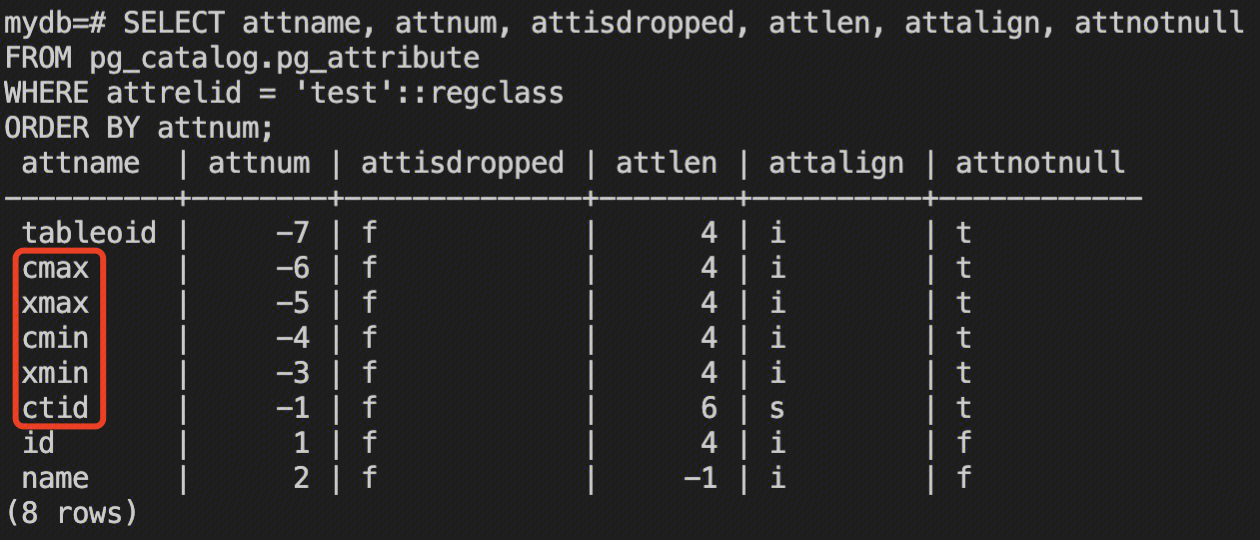 mydb=# SELECT attname, attnum, attisdropped, attlen, attalign, attnotnull
FROM pg_catalog.pg_attribute
WHERE attrelid = 'test'::regclass
ORDER BY attnum;
 attname  | attnum | attisdropped | attlen | attalign | attnotnull
----------+--------+--------------+--------+----------+------------
 tableoid |     -7 | f            |      4 | i        | t
 cmax     |     -6 | f            |      4 | i        | t
 xmax     |     -5 | f            |      4 | i        | t
 cmin     |     -4 | f            |      4 | i        | t
 xmin     |     -3 | f            |      4 | i        | t
 ctid     |     -1 | f            |      6 | s        | t
 id       |      1 | f            |      4 | i        | f
 name     |      2 | f            |     -1 | i        | f
(8 rows)